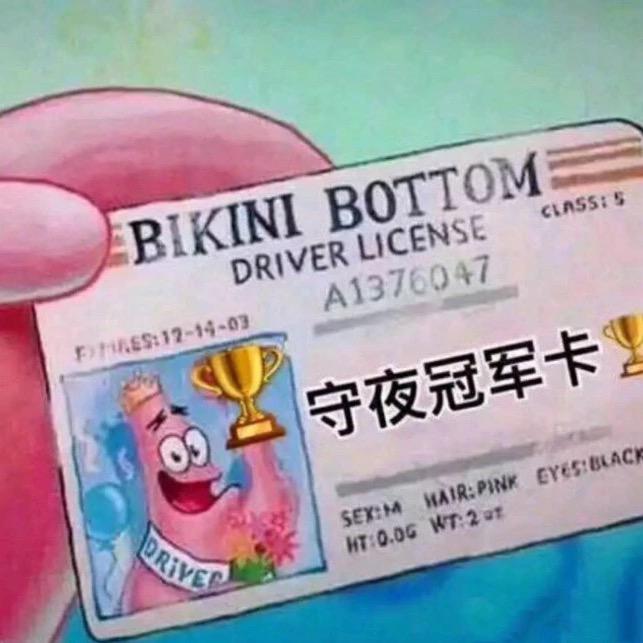 BIKINI BOTTOM
DRIVER LICENSE
CLASS: 5
A1376047
EXPIRES:12-14-03
守夜冠军卡
SEX:M HAIR:PINK EYES:BLACK
HT:0.0G WT:2 oz
DRIVER